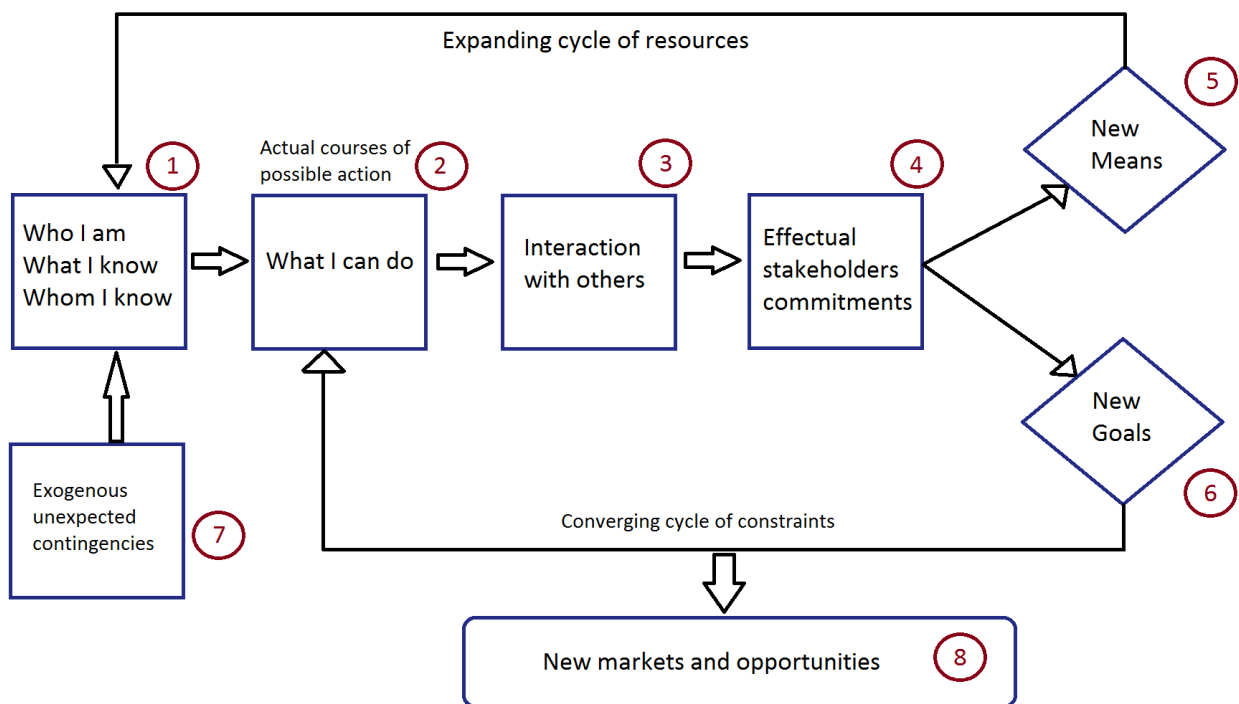 Expanding cycle of resources
5
New
Means
1
Actual courses of
possible action
2
3
4
Who I am
What I know
Whom I know
What I can do
Interaction
with others
Effectual
stakeholders
commitments
New
Goals
6
Exogenous
unexpected
contingencies
7
Converging cycle of constraints
New markets and opportunities
8